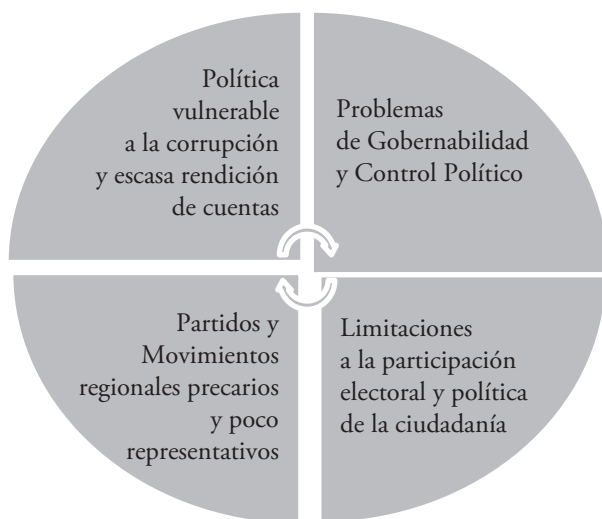 Política
vulnerable
a la corrupción
y escasa rendición
de cuentas
Problemas
de Gobernabilidad
y Control Político
Partidos y
Movimientos
regionales precarios
y poco
representativos
Limitaciones
a la participación
electoral y política
de la ciudadanía